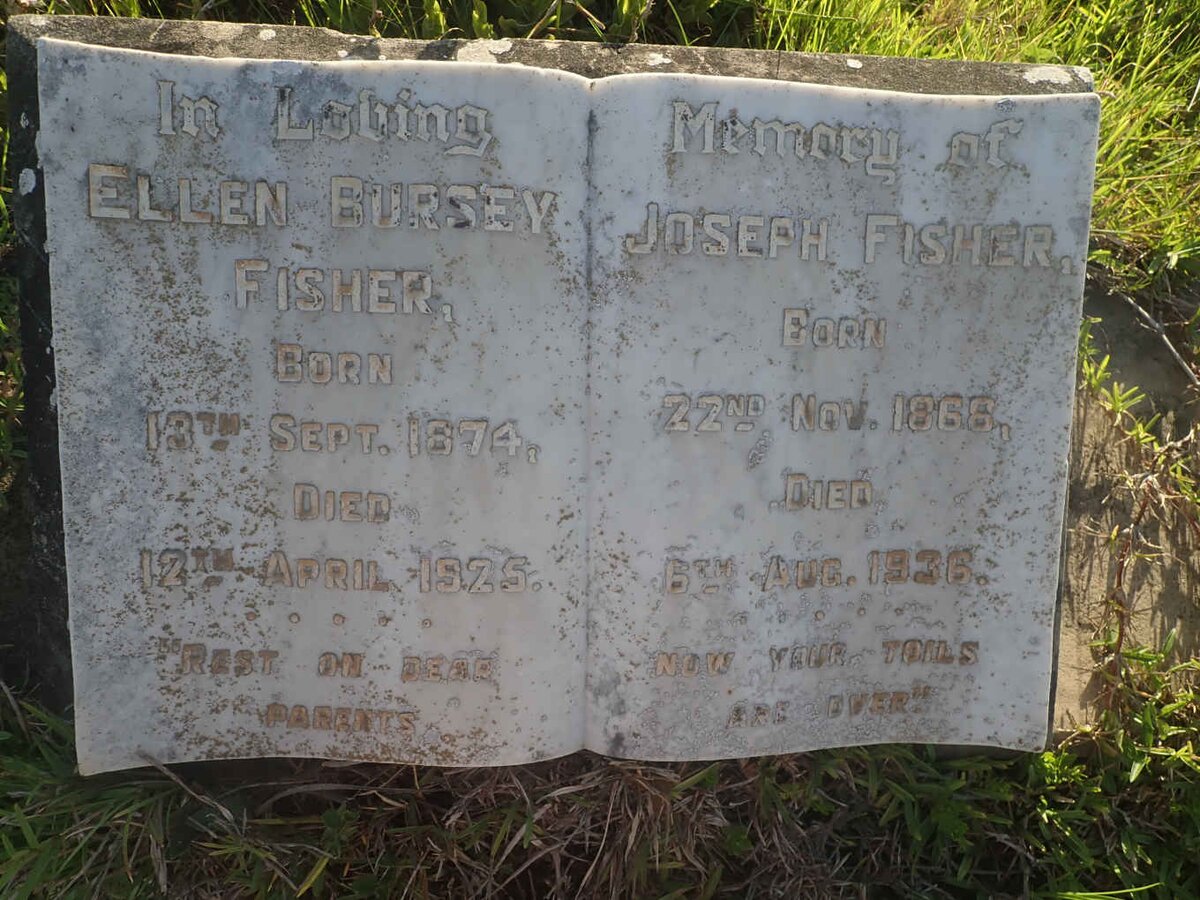 In Loving
ELLEN BURSEY
FISHER,
BORN
13TH SEPT. 1874,
DIED
12TH APRIL 1925.
. . . . .
"REST ON DEAR
PARENTS
Memory of
JOSEPH FISHER,
BORN
22ND NOV. 1868,
DIED
6TH AUG. 1936.
. . . . .
NOW YOUR TOILS
ARE OVER"